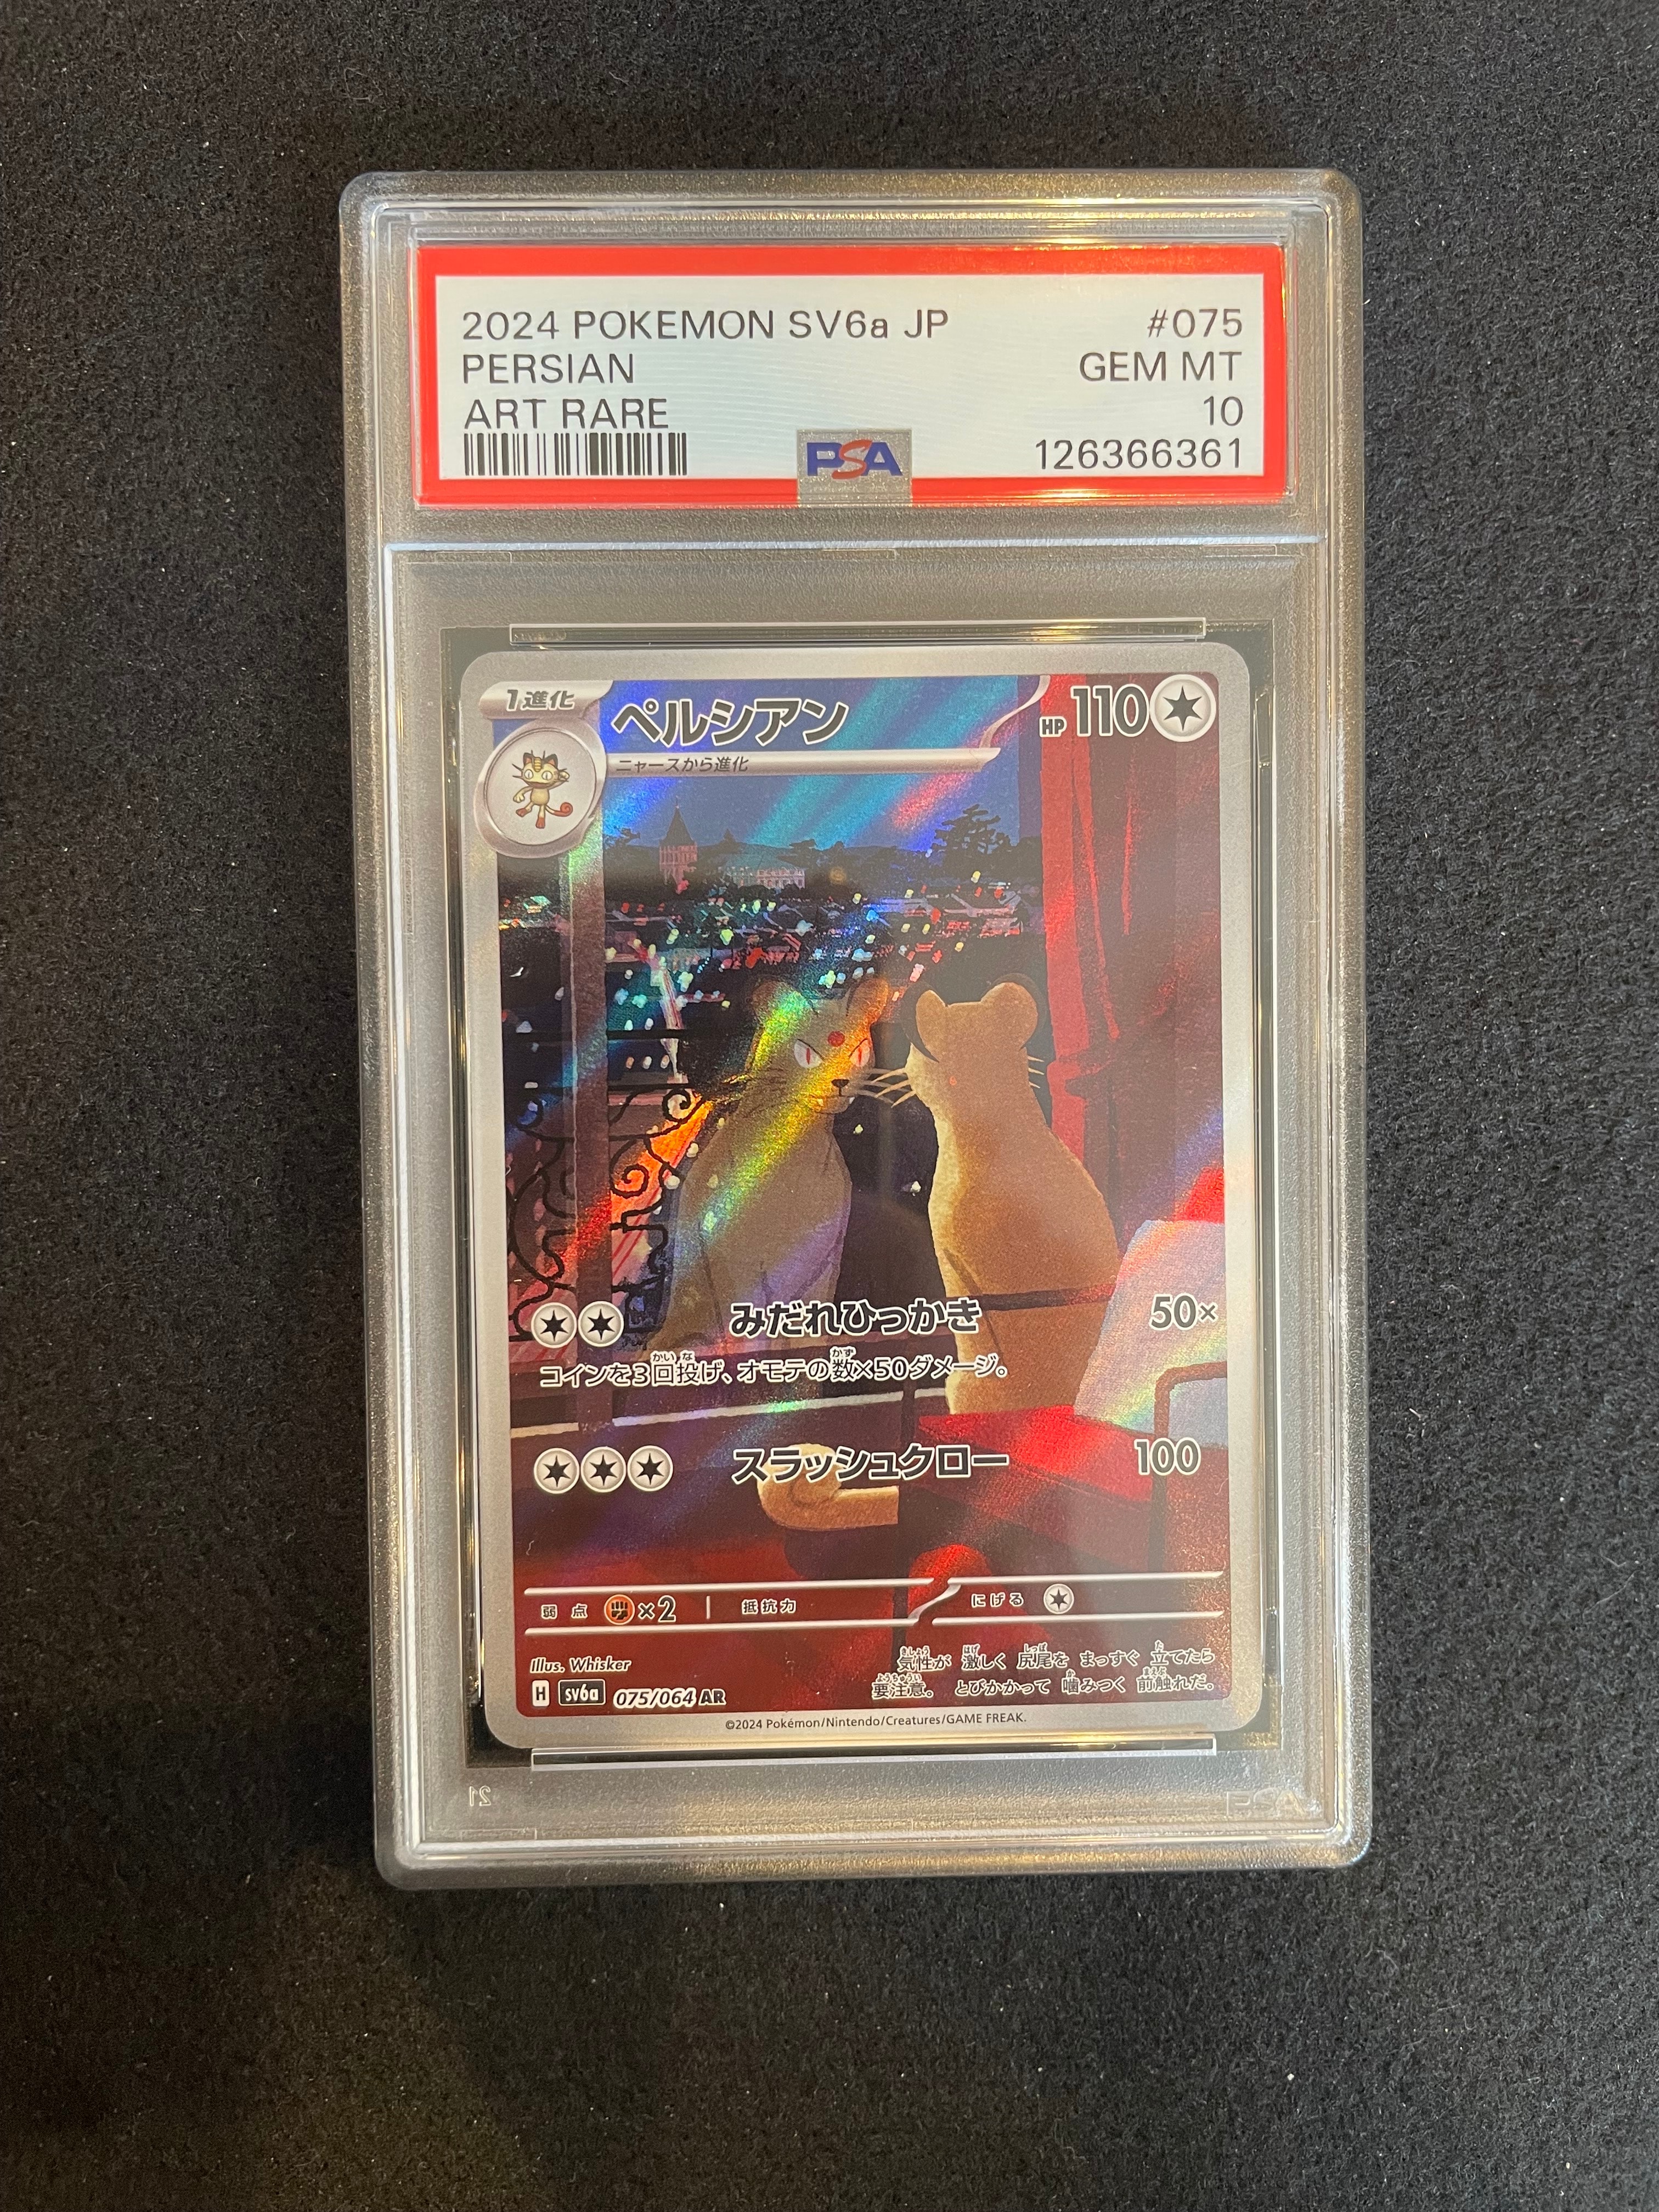 2024 POKEMON SV6a JP #075
PERSIAN GEM MT
ART RARE 10
PSA 126366361
1進化 ペルシアン HP 110
ニャースから進化
みだれひっかき 50×
コインを3回投げ、オモテの数×50ダメージ。
スラッシュクロー 100
弱点 ×2 抵抗力 にげる
Illus. Whisker
気性が 激しく 尻尾を まっすぐ 立てたら
要注意。 とびかかって 噛みつく 前触れだ。
H sv6a 075/064 AR
©2024 Pokémon/Nintendo/Creatures/GAME FREAK.
21 PSA